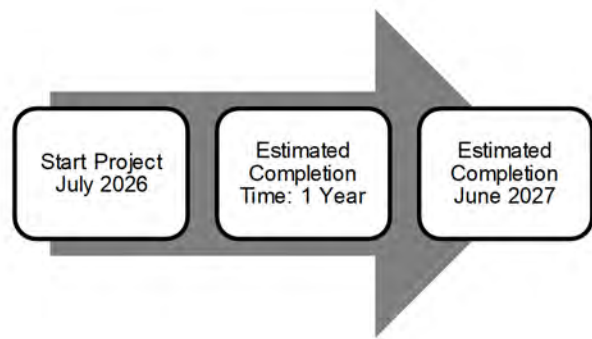 Start Project
July 2026
Estimated
Completion
Time: 1 Year
Estimated
Completion
June 2027